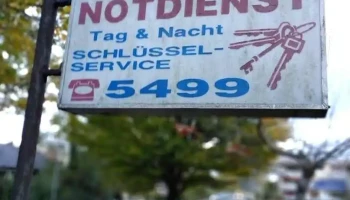 NOTDIENST
Tag & Nacht
SCHLÜSSEL-
SERVICE
5499